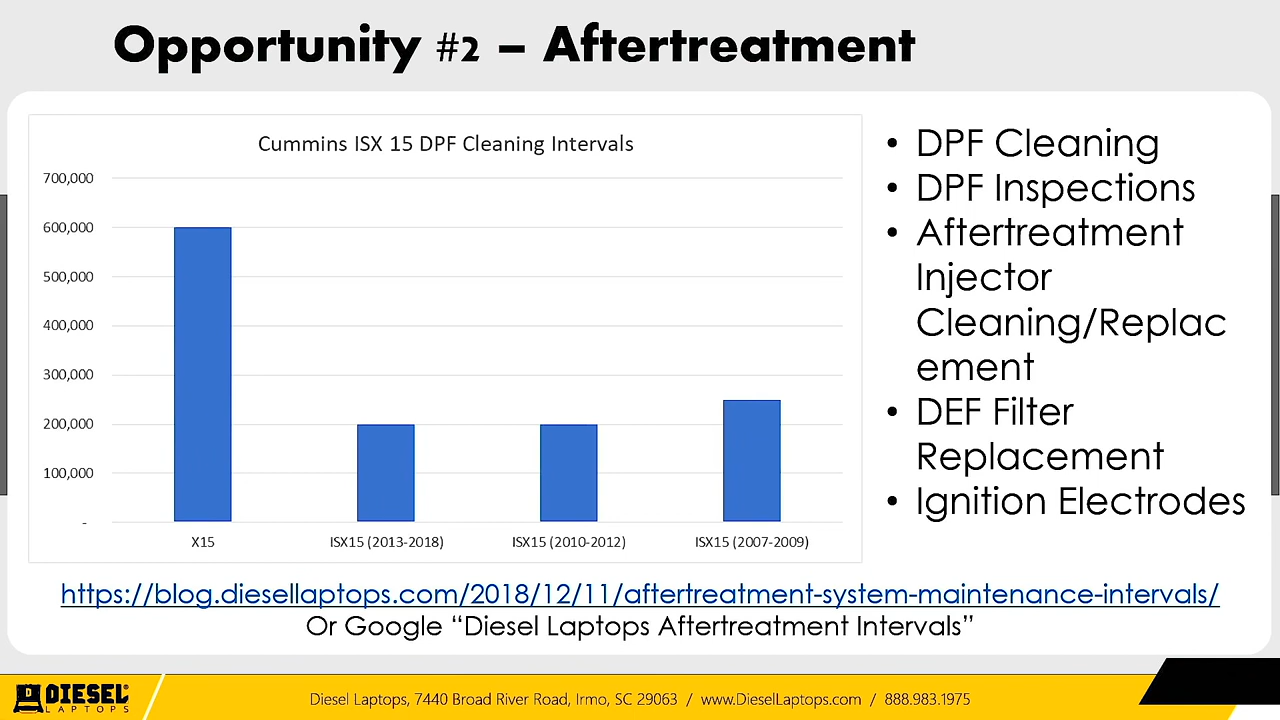 Opportunity #2 – Aftertreatment
Cummins ISX 15 DPF Cleaning Intervals
700,000
600,000
500,000
400,000
300,000
200,000
100,000
-
X15
ISX15 (2013-2018)
ISX15 (2010-2012)
ISX15 (2007-2009)
• DPF Cleaning
• DPF Inspections
• Aftertreatment
Injector
Cleaning/Replac
ement
• DEF Filter
Replacement
• Ignition Electrodes
https://blog.diesellaptops.com/2018/12/11/aftertreatment-system-maintenance-intervals/
Or Google “Diesel Laptops Aftertreatment Intervals”
DIESEL
LAPTOPS
Diesel Laptops, 7440 Broad River Road, Irmo, SC 29063 / www.DieselLaptops.com / 888.983.1975